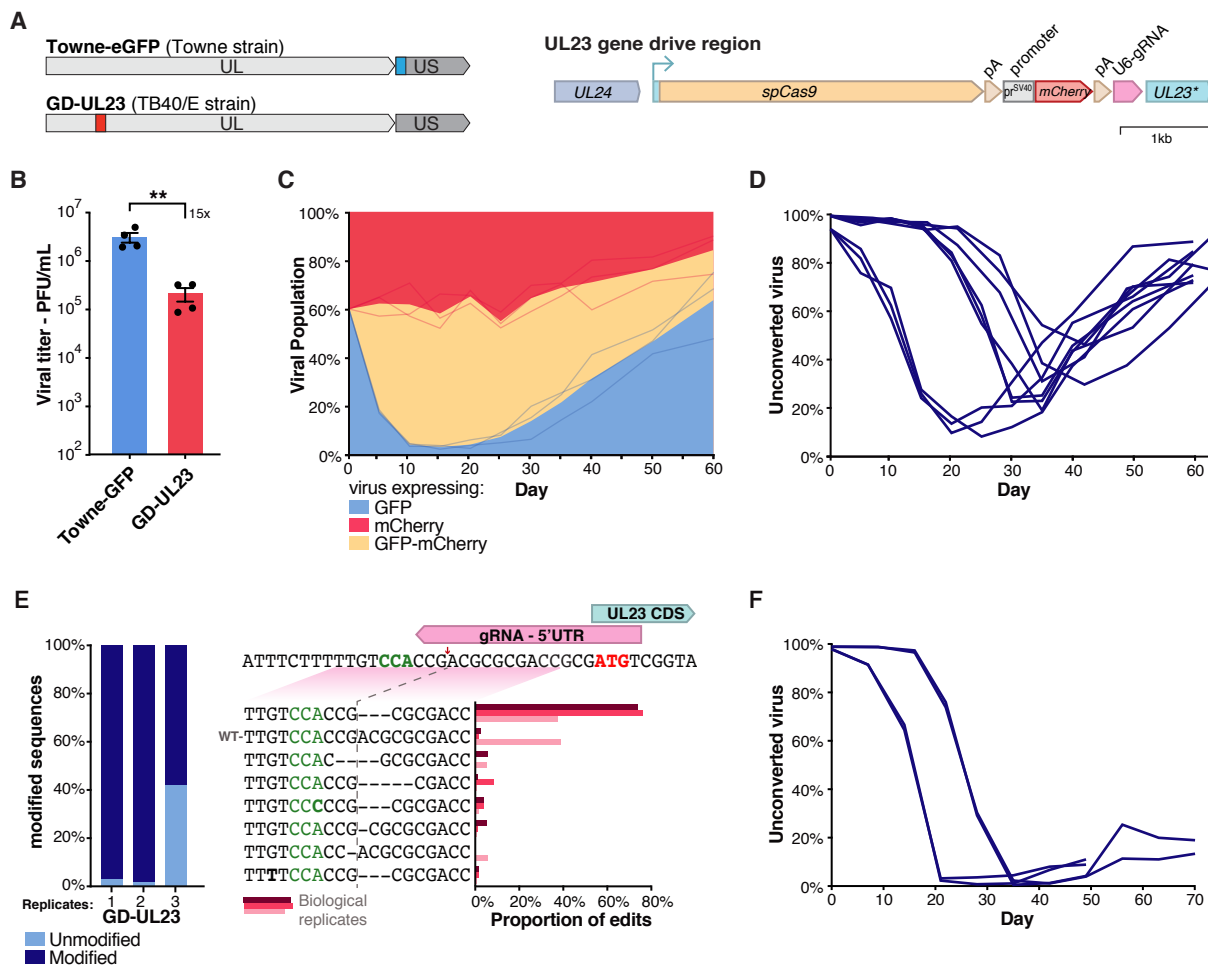 A
Towne-eGFP (Towne strain)
UL
US
GD-UL23 (TB40/E strain)
UL
US
UL23 gene drive region
UL24
spCas9
pA
promoter
prSV40
mCherry
pA
U6-gRNA
UL23*
1kb
B
Viral titer - PFU/mL
10^7
10^6
10^5
10^4
10^3
10^2
**
15x
Towne-GFP
GD-UL23
C
Viral Population
100%
80%
60%
40%
20%
0%
0 10 20 30 40 50 60
Day
virus expressing:
GFP
mCherry
GFP-mCherry
D
Unconverted virus
100%
80%
60%
40%
20%
0%
0 10 20 30 40 50 60
Day
E
modified sequences
100%
80%
60%
40%
20%
0%
Replicates: 1 2 3
GD-UL23
Unmodified
Modified
UL23 CDS
gRNA - 5'UTR
ATTTCTTTTTGTCCACCGACGCGCGACCGCGATGTCGGTA
TTGTCCACCG---CGCGACC
WT-TTGTCCACCGACGCGCGACC
TTGTCCAC----GCGCGACC
TTGTCCACCG------CGACC
TTGTCCCCCG---CGCGACC
TTGTCCACCG-CGCGCGACC
TTGTCCACC-ACGCGCGACC
TTTTCCACCG---CGCGACC
Biological
replicates
0% 20% 40% 60% 80%
Proportion of edits
F
Unconverted virus
100%
80%
60%
40%
20%
0%
0 10 20 30 40 50 60 70
Day